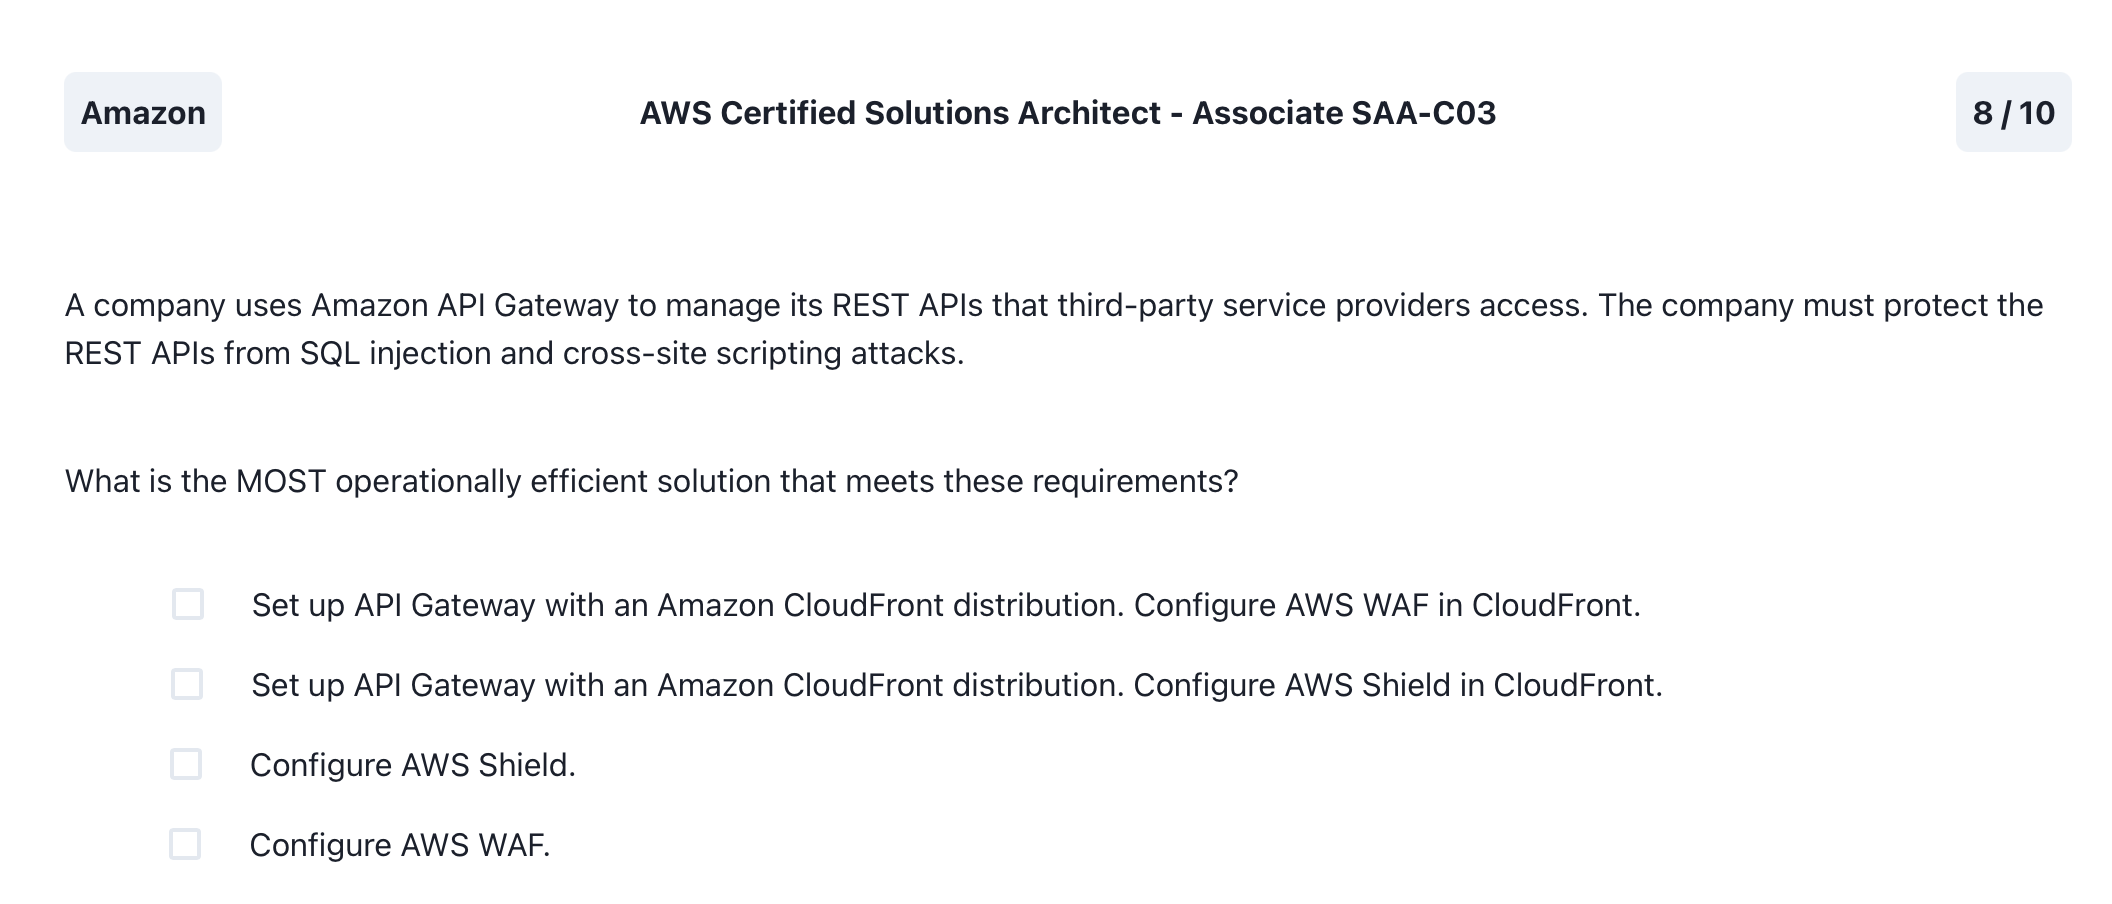 Amazon
AWS Certified Solutions Architect - Associate SAA-C03
8 / 10
A company uses Amazon API Gateway to manage its REST APIs that third-party service providers access. The company must protect the
REST APIs from SQL injection and cross-site scripting attacks.
What is the MOST operationally efficient solution that meets these requirements?
Set up API Gateway with an Amazon CloudFront distribution. Configure AWS WAF in CloudFront.
Set up API Gateway with an Amazon CloudFront distribution. Configure AWS Shield in CloudFront.
Configure AWS Shield.
Configure AWS WAF.